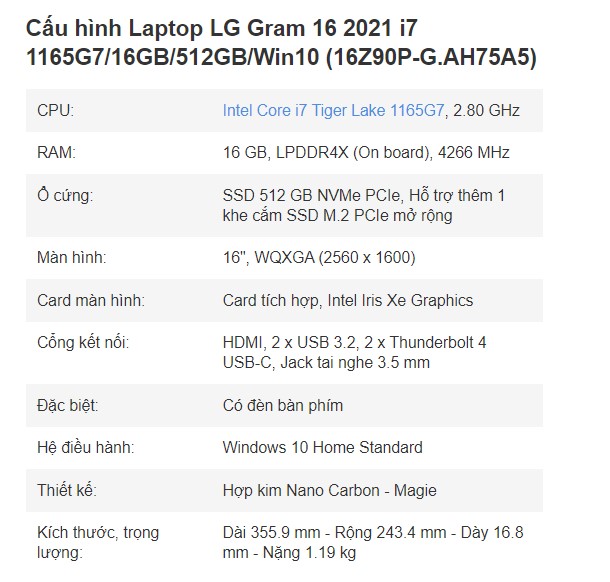 Cấu hình Laptop LG Gram 16 2021 i7
1165G7/16GB/512GB/Win10 (16Z90P-G.AH75A5)
CPU: Intel Core i7 Tiger Lake 1165G7, 2.80 GHz
RAM: 16 GB, LPDDR4X (On board), 4266 MHz
Ổ cứng: SSD 512 GB NVMe PCIe, Hỗ trợ thêm 1
khe cắm SSD M.2 PCIe mở rộng
Màn hình: 16", WQXGA (2560 x 1600)
Card màn hình: Card tích hợp, Intel Iris Xe Graphics
Cổng kết nối: HDMI, 2 x USB 3.2, 2 x Thunderbolt 4
USB-C, Jack tai nghe 3.5 mm
Đặc biệt: Có đèn bàn phím
Hệ điều hành: Windows 10 Home Standard
Thiết kế: Hợp kim Nano Carbon - Magie
Kích thước, trọng Dài 355.9 mm - Rộng 243.4 mm - Dày 16.8
lượng: mm - Nặng 1.19 kg